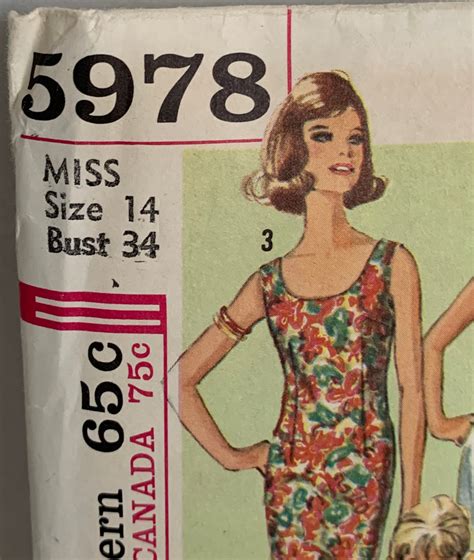 5978
MISS
Size 14
Bust 34
3
ern 65c
CANADA 75c